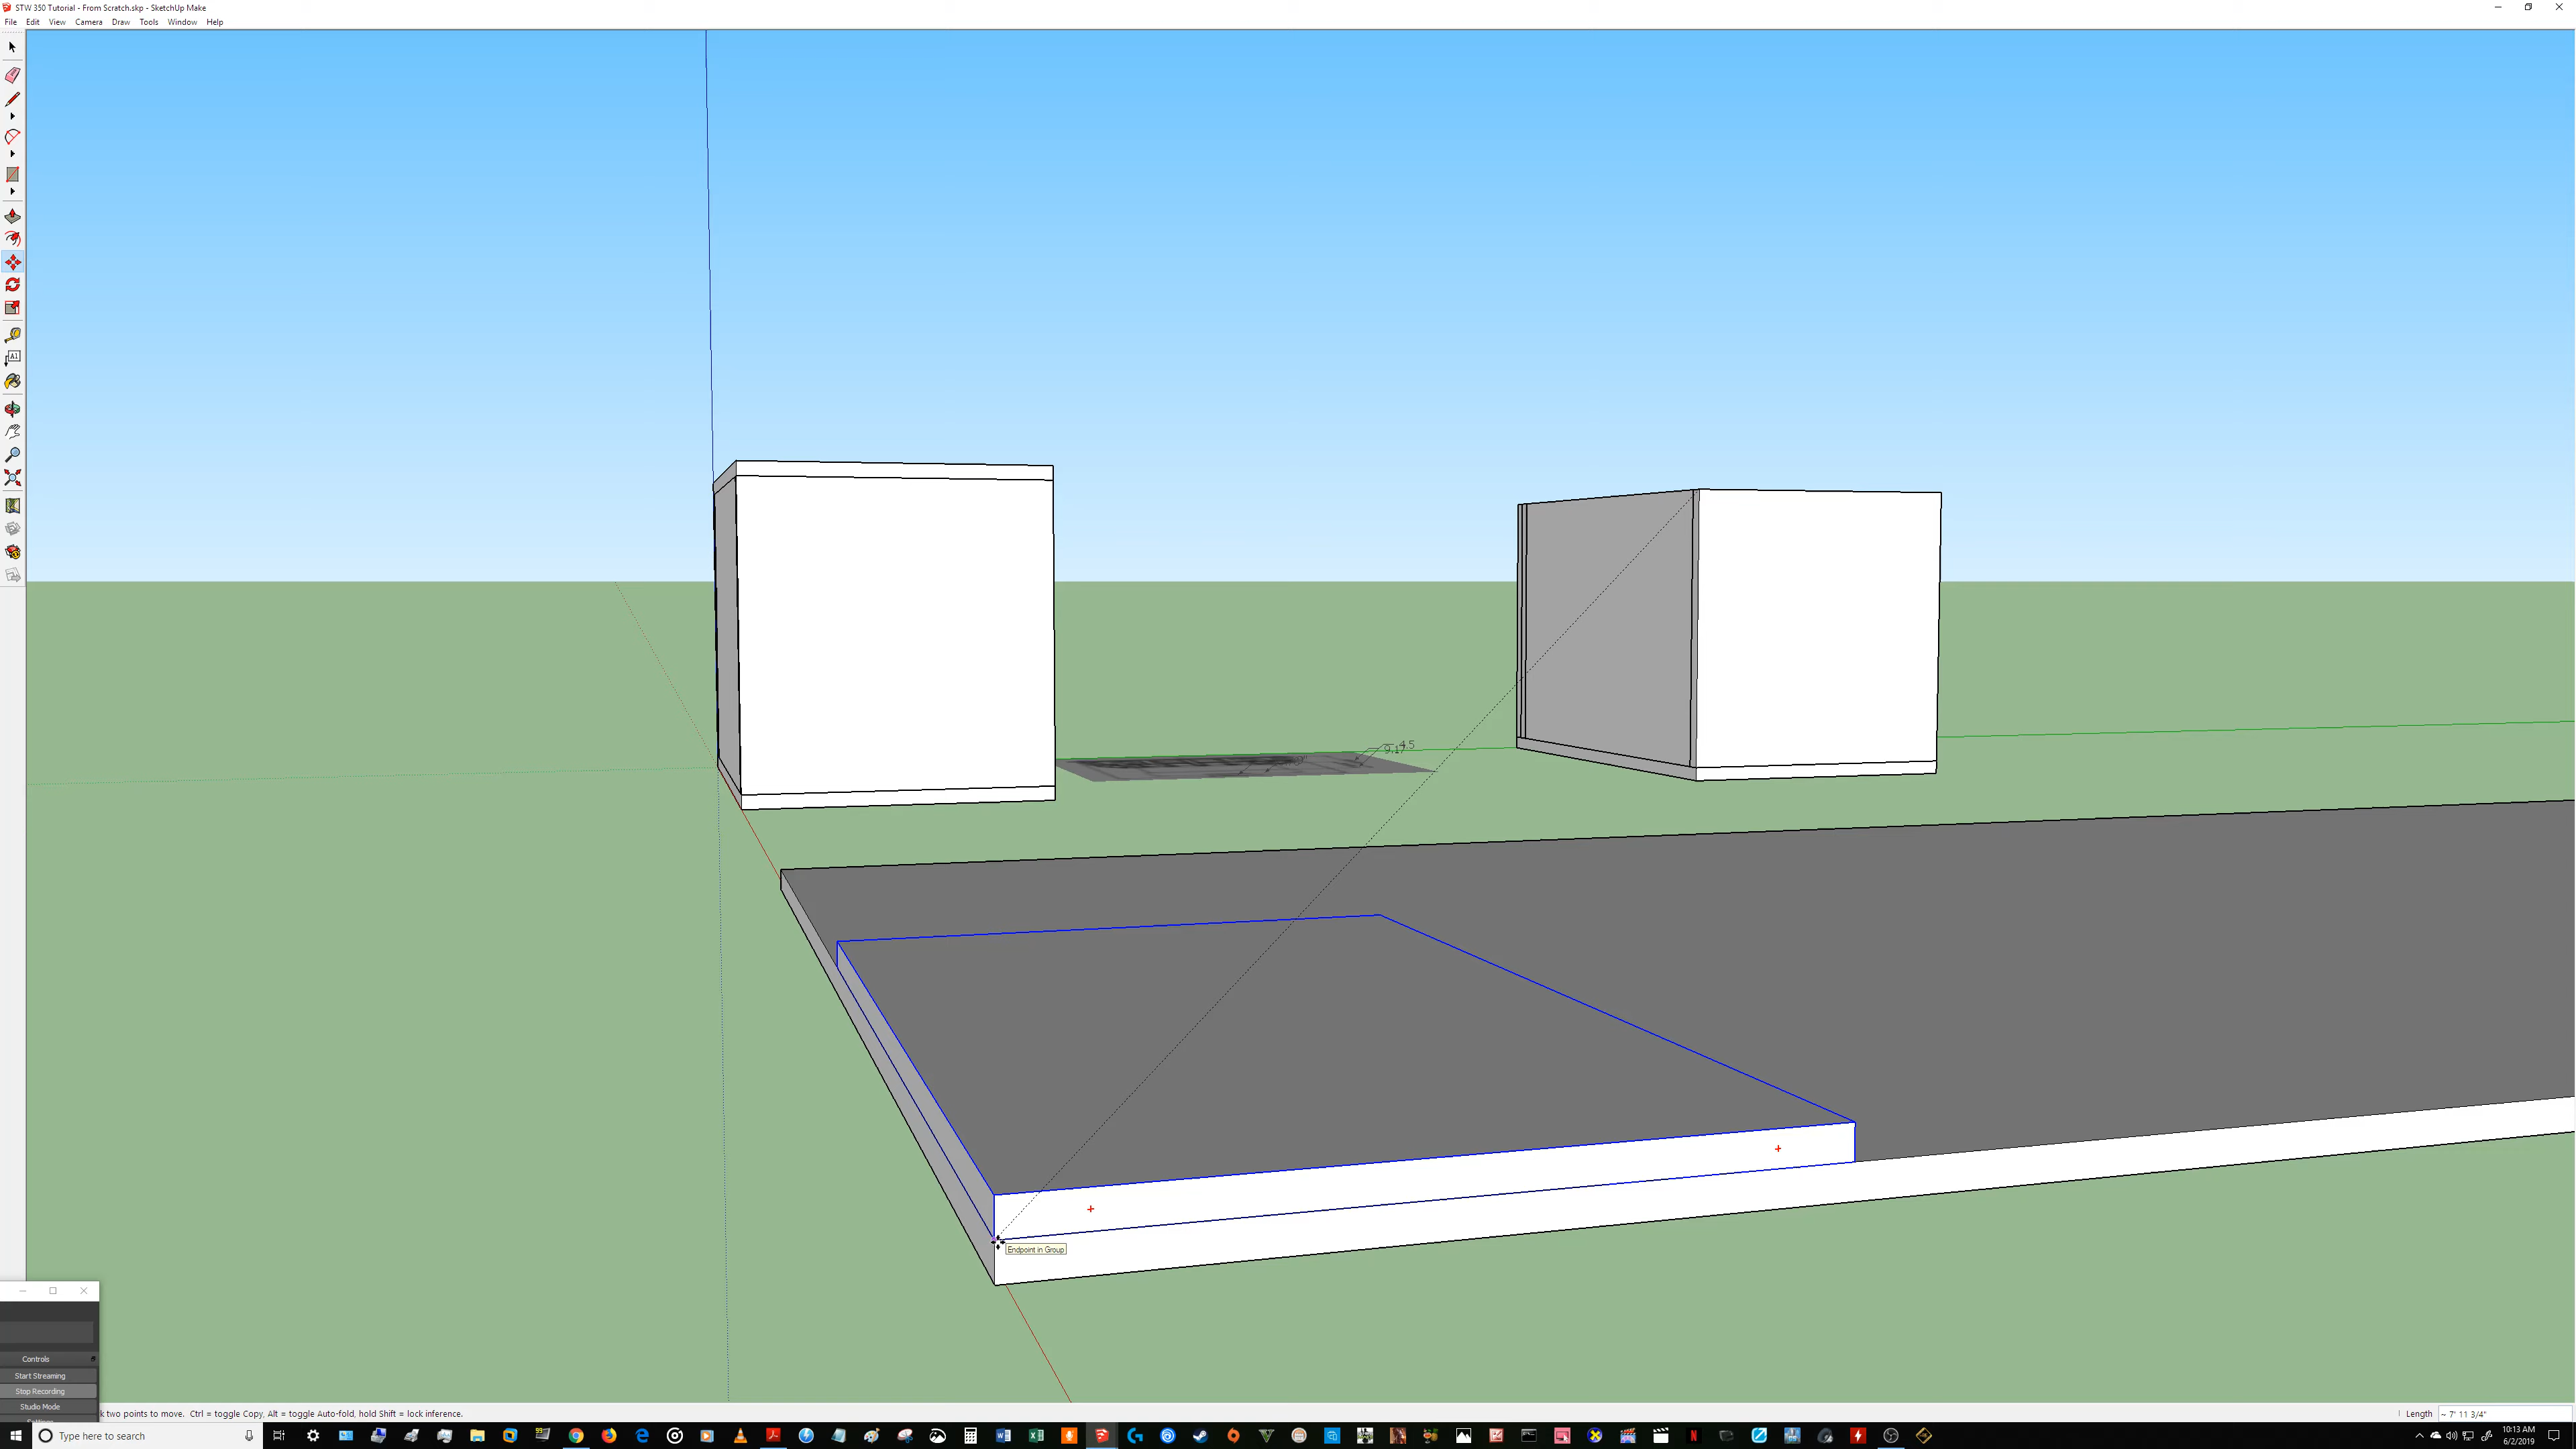 STW 350 Tutorial - From Scratch.skp - SketchUp Make
File Edit View Camera Draw Tools Window Help
4.5
Endpoint in Group
Controls
Start Streaming
Stop Recording
Studio Mode
k two points to move. Ctrl = toggle Copy, Alt = toggle Auto-fold, hold Shift = lock inference.
Length ~ 7' 11 3/4"
Type here to search
10:13 AM
6/2/2019